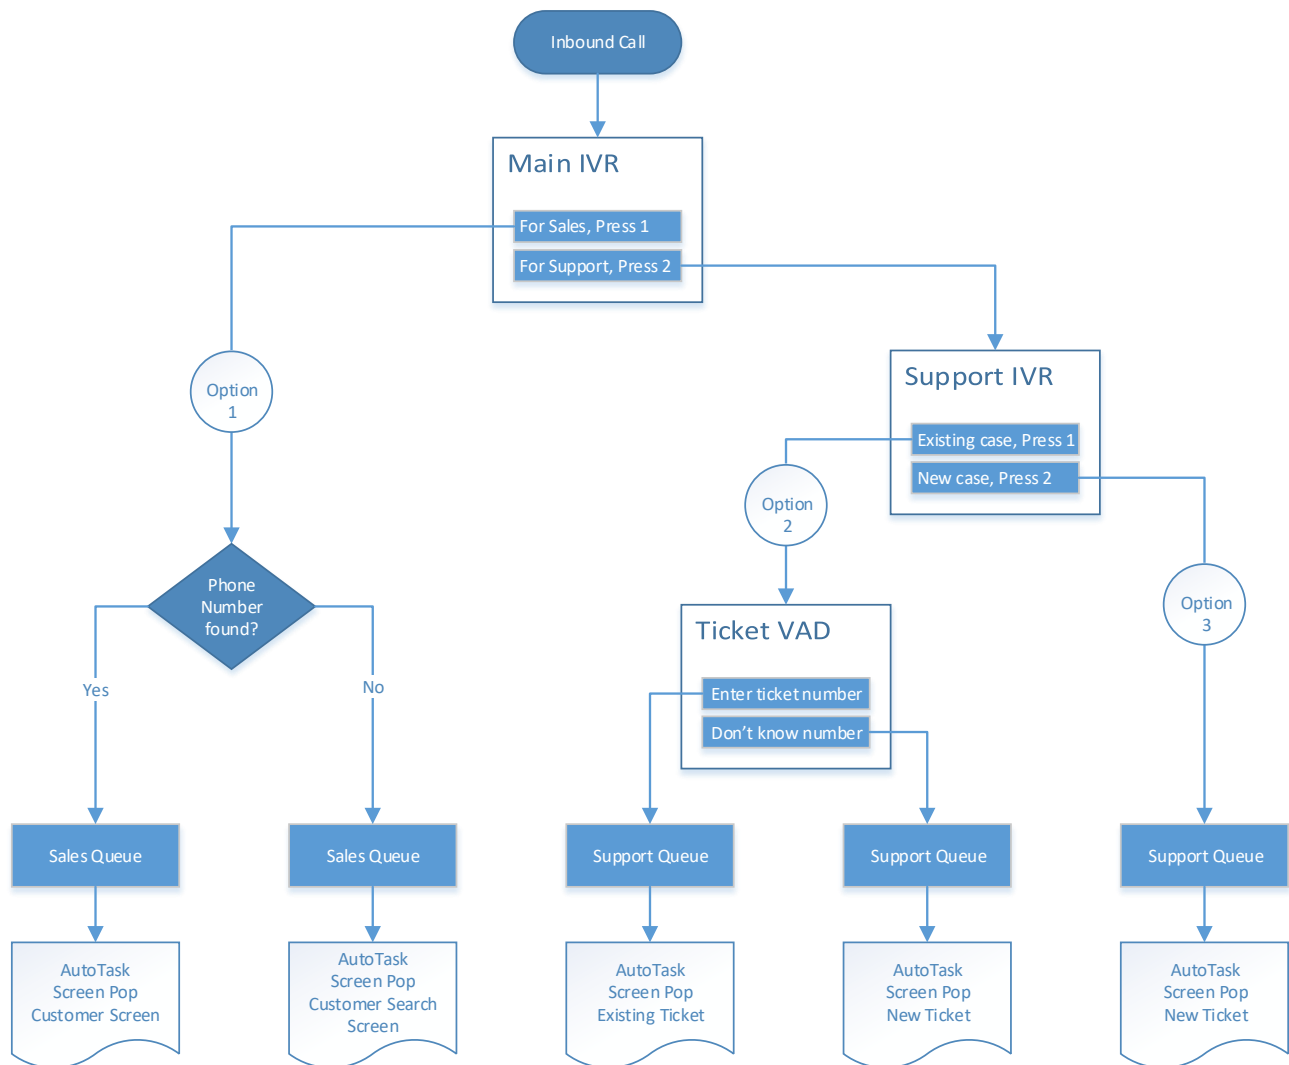 Inbound Call
Main IVR
For Sales, Press 1
For Support, Press 2
Option
1
Support IVR
Existing case, Press 1
New case, Press 2
Option
2
Option
3
Phone
Number
found?
Yes
No
Ticket VAD
Enter ticket number
Don’t know number
Sales Queue
Sales Queue
Support Queue
Support Queue
Support Queue
AutoTask
Screen Pop
Customer Screen
AutoTask
Screen Pop
Customer Search
Screen
AutoTask
Screen Pop
Existing Ticket
AutoTask
Screen Pop
New Ticket
AutoTask
Screen Pop
New Ticket